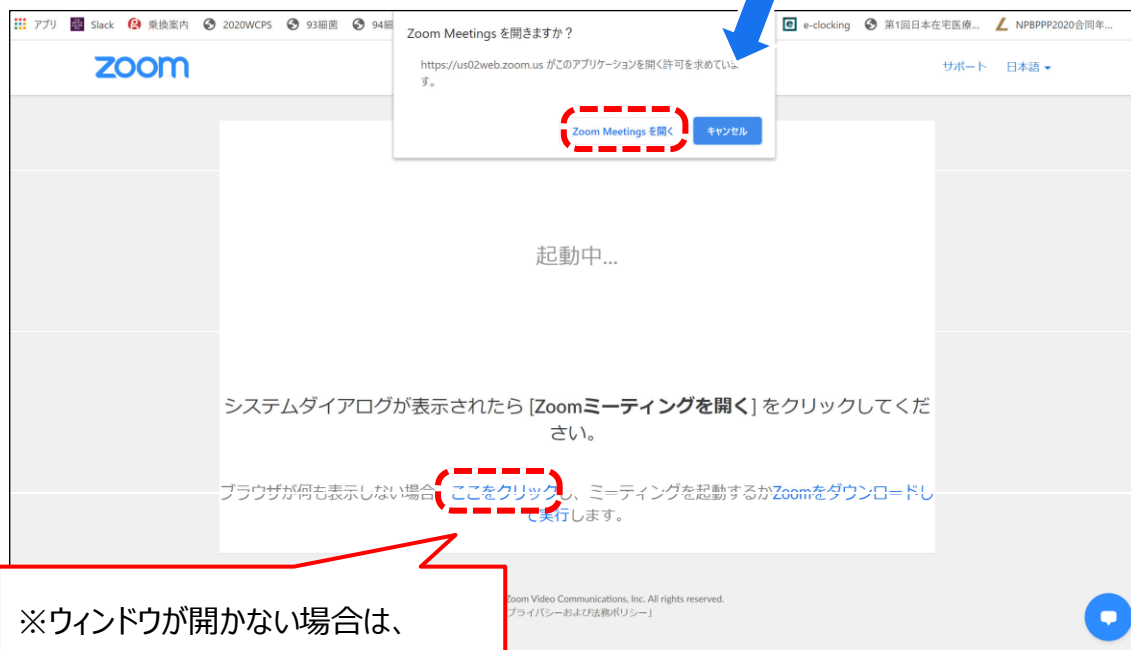 アプリ Slack 乗換案内 2020WCPS 93細菌 94細 e-clocking 第1回日本在宅医療... NPBPPP2020合同年...
Zoom Meetings を開きますか？
https://us02web.zoom.us がこのアプリケーションを開く許可を求めていま
す。
Zoom Meetings を開く キャンセル
zoom サポート 日本語
起動中...
システムダイアログが表示されたら [Zoomミーティングを開く] をクリックしてくだ
さい。
ブラウザが何も表示しない場合、ここをクリックし、ミーティングを起動するかZoomをダウンロードし
て実行します。
Zoom Video Communications, Inc. All rights reserved.
プライバシーおよび法務ポリシー」
※ウィンドウが開かない場合は、